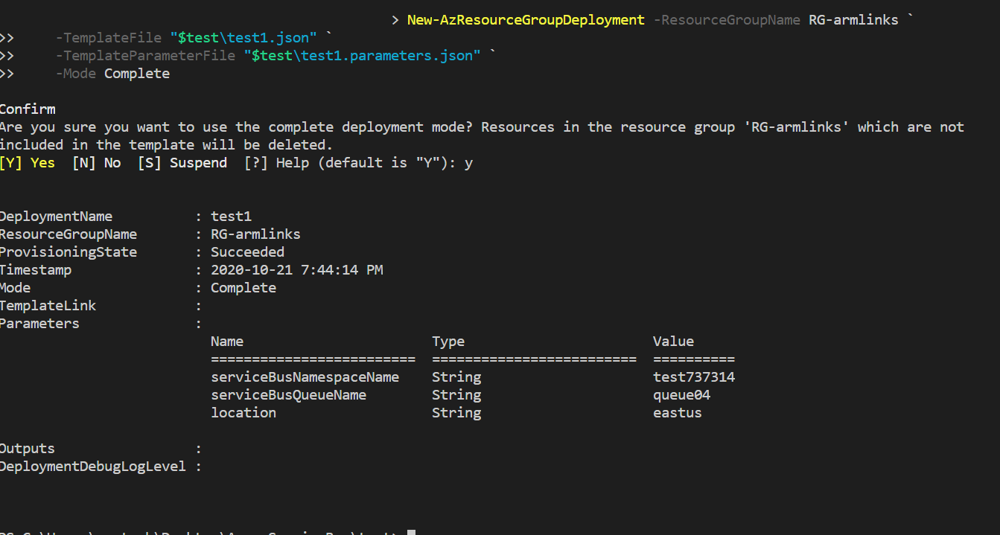 > New-AzResourceGroupDeployment -ResourceGroupName RG-armlinks `
>> -TemplateFile "$test\test1.json" `
>> -TemplateParameterFile "$test\test1.parameters.json" `
>> -Mode Complete
Confirm
Are you sure you want to use the complete deployment mode? Resources in the resource group 'RG-armlinks' which are not
included in the template will be deleted.
[Y] Yes [N] No [S] Suspend [?] Help (default is "Y"): y
DeploymentName : test1
ResourceGroupName : RG-armlinks
ProvisioningState : Succeeded
Timestamp : 2020-10-21 7:44:14 PM
Mode : Complete
TemplateLink :
Parameters :
Name Type Value
========================= ========================= ==========
serviceBusNamespaceName String test737314
serviceBusQueueName String queue04
location String eastus
Outputs :
DeploymentDebugLogLevel :